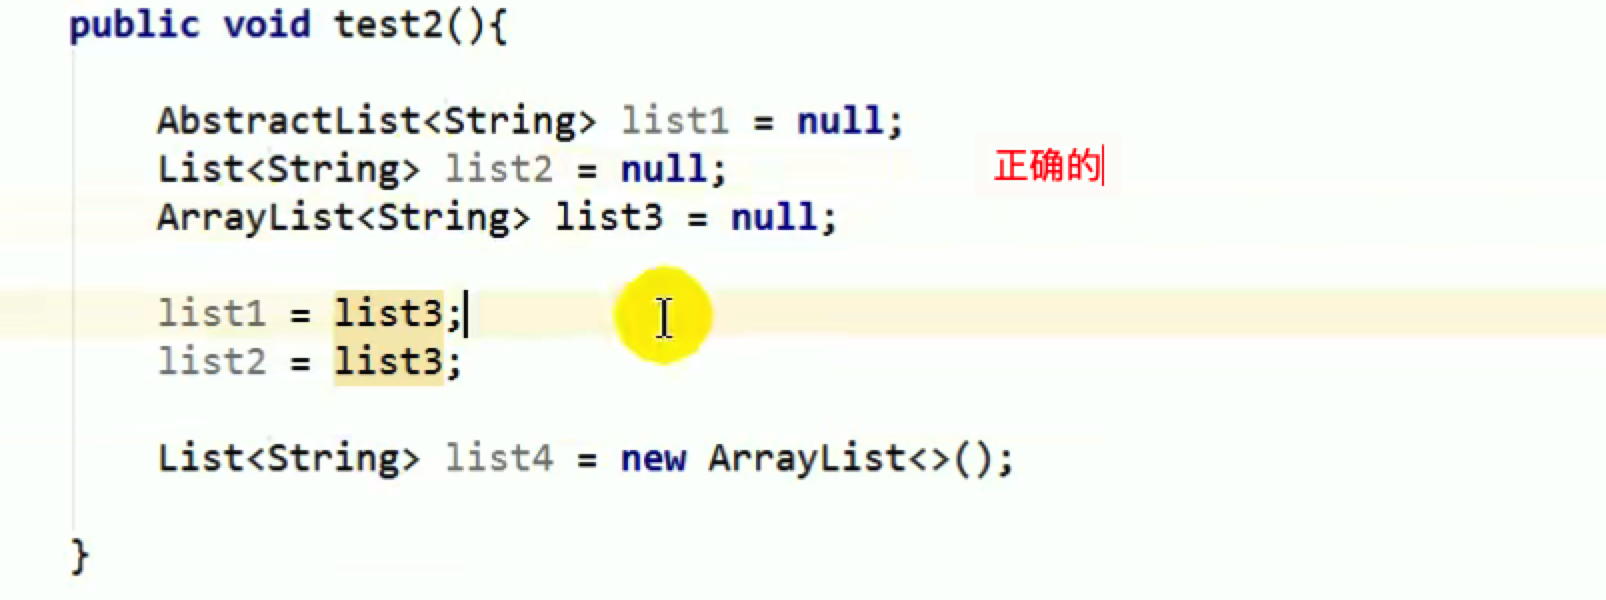 public void test2(){
AbstractList<String> list1 = null;
List<String> list2 = null;
正确的
ArrayList<String> list3 = null;
list1 = list3;
list2 = list3;
List<String> list4 = new ArrayList<>();
}